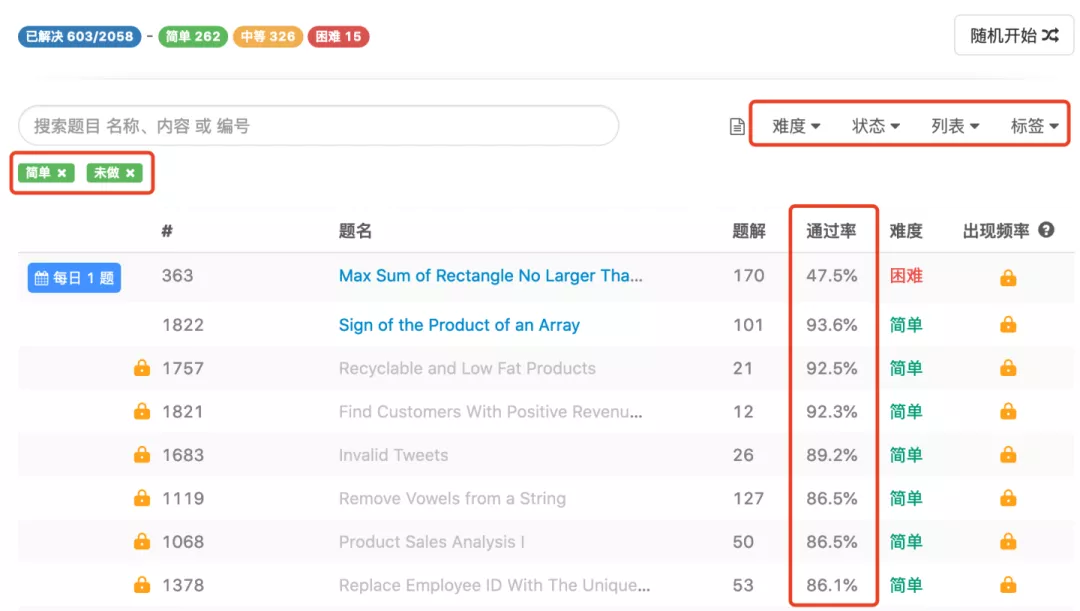 已解决 603/2058 - 简单 262 中等 326 困难 15 随机开始
搜索题目 名称、内容 或 编号 难度 状态 列表 标签
简单 × 未做 ×
# 题名 题解 通过率 难度 出现频率 ?
每日 1 题 363 Max Sum of Rectangle No Larger Tha... 170 47.5% 困难
1822 Sign of the Product of an Array 101 93.6% 简单
1757 Recyclable and Low Fat Products 21 92.5% 简单
1821 Find Customers With Positive Revenu... 12 92.3% 简单
1683 Invalid Tweets 26 89.2% 简单
1119 Remove Vowels from a String 127 86.5% 简单
1068 Product Sales Analysis I 50 86.5% 简单
1378 Replace Employee ID With The Unique... 53 86.1% 简单